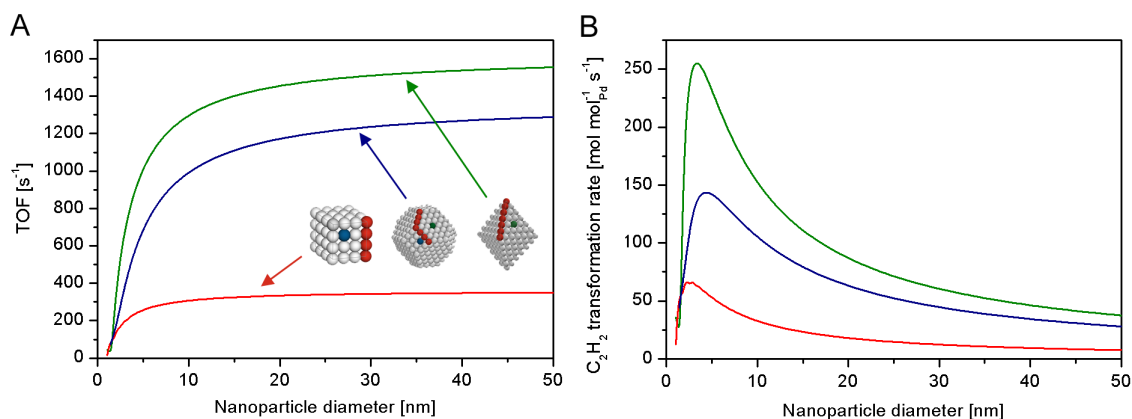 A
TOF [s-1]
1600
1400
1200
1000
800
600
400
200
0
0 10 20 30 40 50
Nanoparticle diameter [nm]
B
C2H2 transformation rate [mol mol-1Pd s-1]
250
200
150
100
50
0
0 10 20 30 40 50
Nanoparticle diameter [nm]